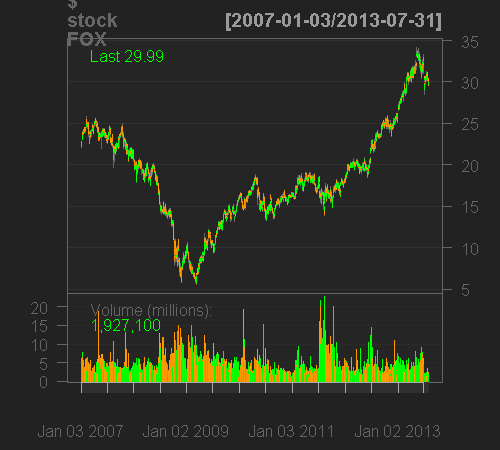 $
stock
FOX
[2007-01-03/2013-07-31]
Last 29.99
35
30
25
20
15
10
5
Volume (millions):
1,927,100
20
15
10
5
0
Jan 03 2007
Jan 02 2009
Jan 03 2011
Jan 02 2013